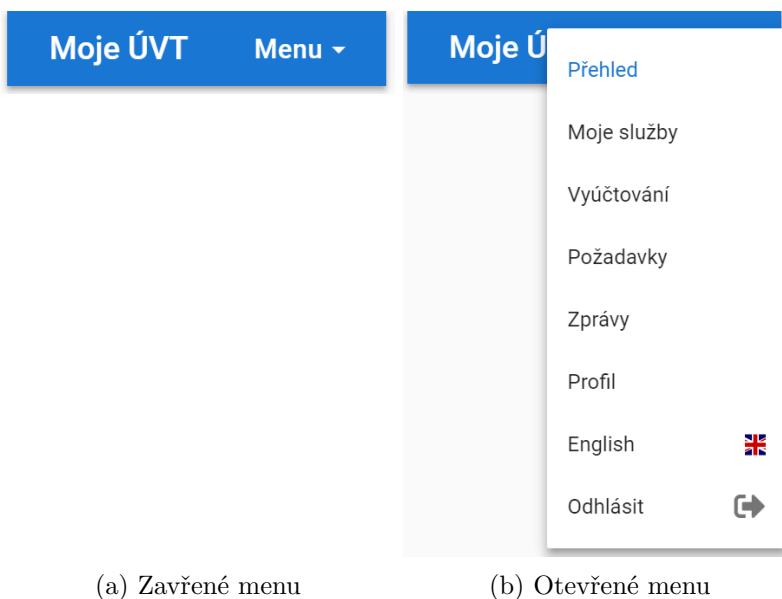 Moje ÚVT Menu
Moje Ú
Přehled
Moje služby
Vyúčtování
Požadavky
Zprávy
Profil
English
Odhlásit
(a) Zavřené menu
(b) Otevřené menu